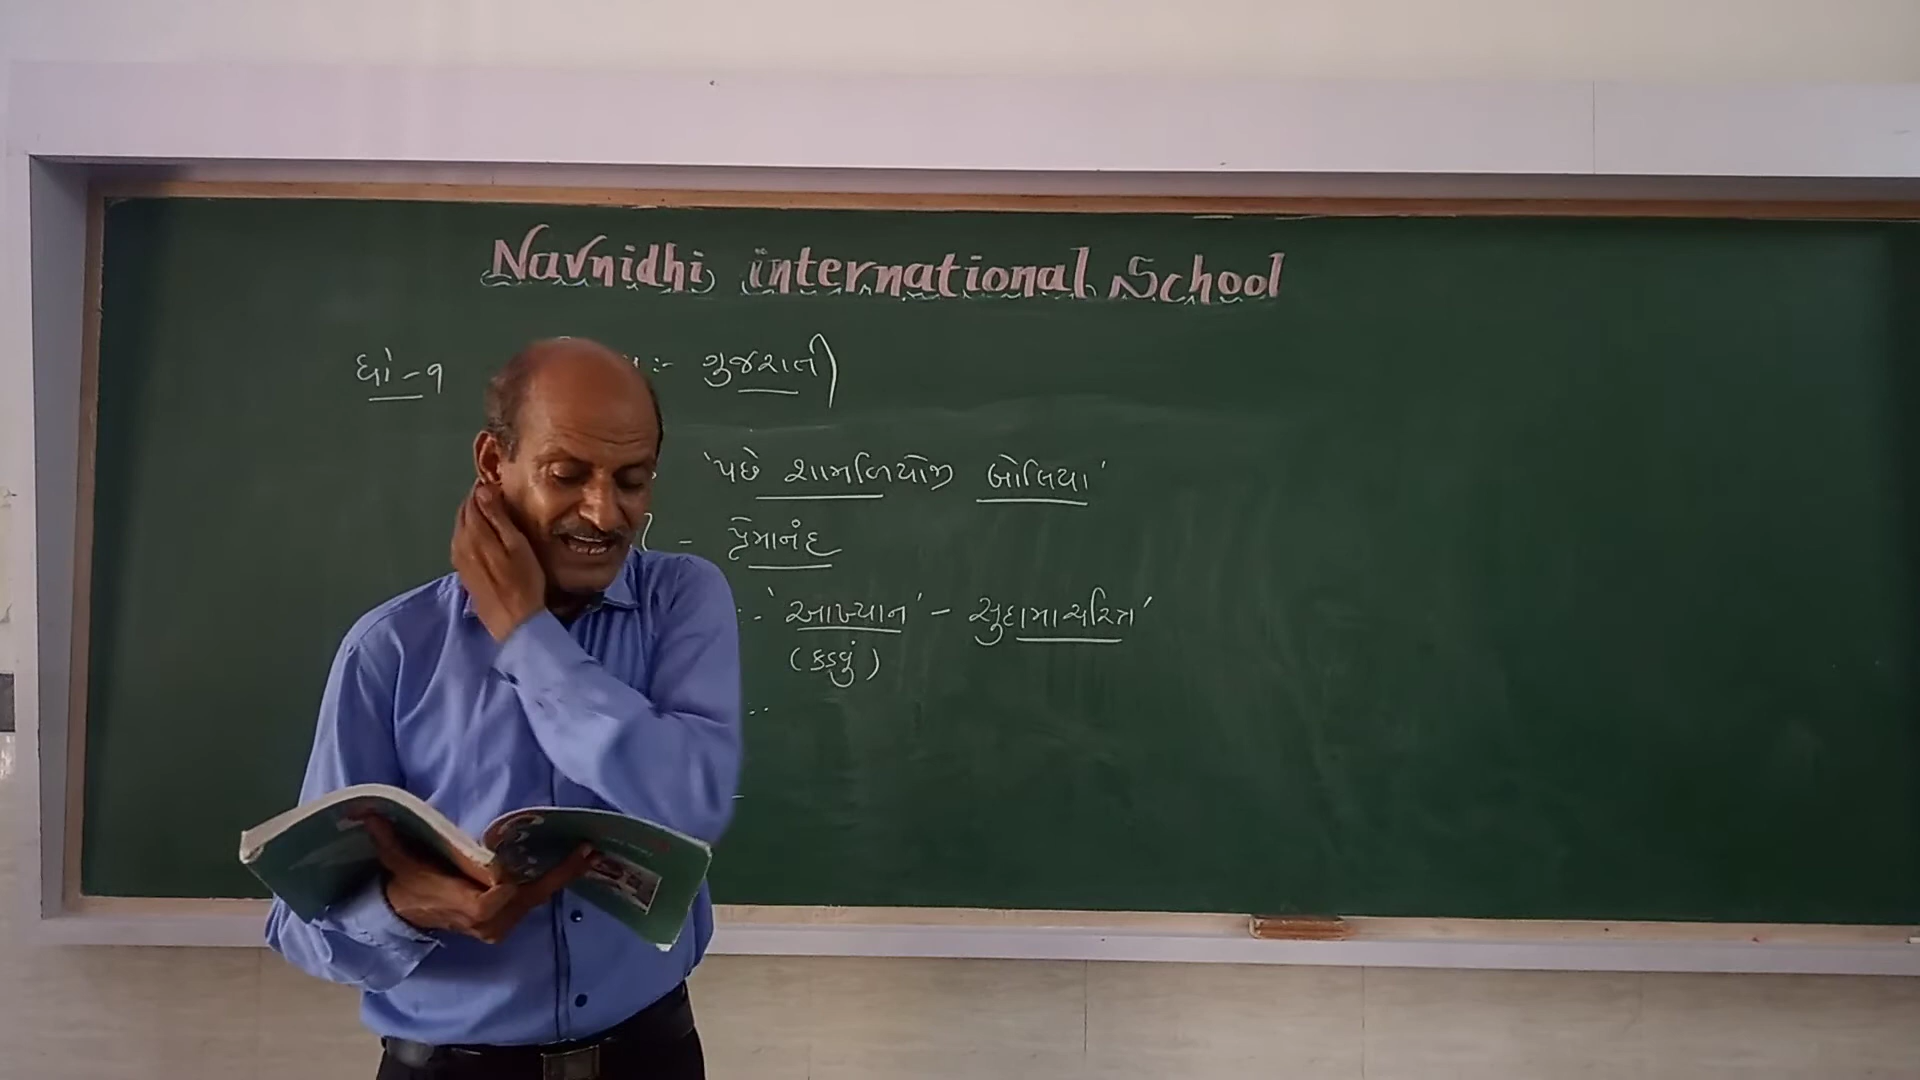 Navnidhi international School
ધો-૧ :- ગુજરાતી
'પછે શામળિયોજી બોલિયા'
- પ્રેમાનંદ
:- 'આખ્યાન' - સુદામાચરિત્ર'
(કડવું)